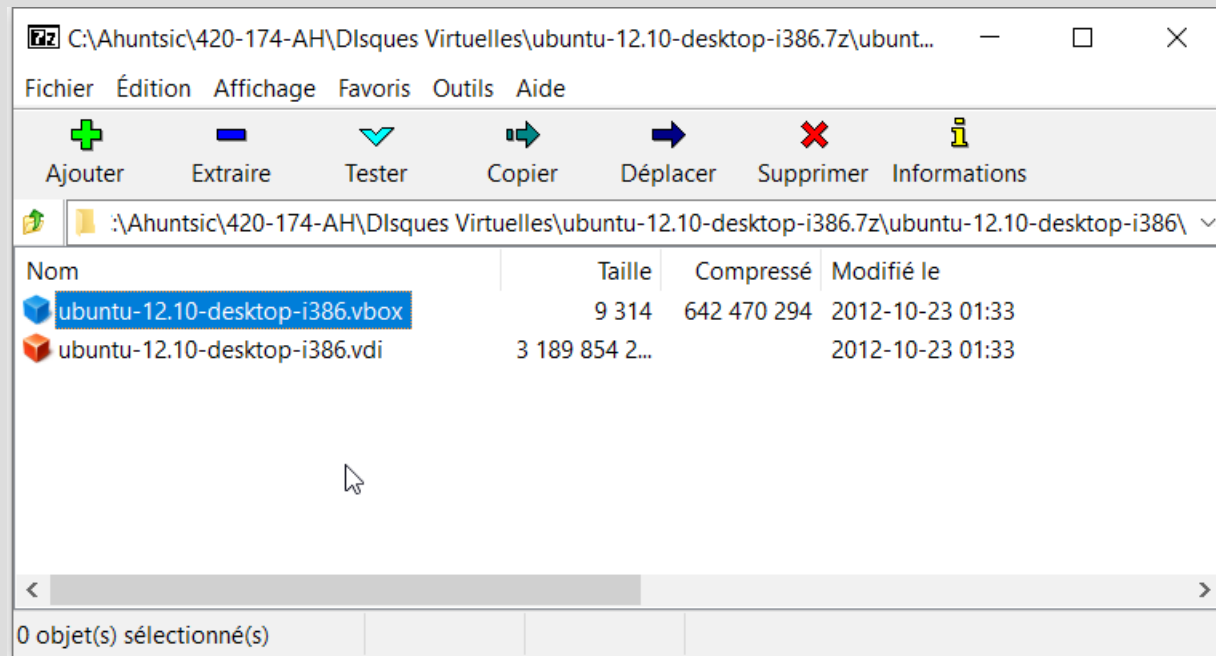 C:\Ahuntsic\420-174-AH\DIsques Virtuelles\ubuntu-12.10-desktop-i386.7z\ubunt...
Fichier Édition Affichage Favoris Outils Aide
Ajouter Extraire Tester Copier Déplacer Supprimer Informations
:\Ahuntsic\420-174-AH\DIsques Virtuelles\ubuntu-12.10-desktop-i386.7z\ubuntu-12.10-desktop-i386\
Nom Taille Compressé Modifié le
ubuntu-12.10-desktop-i386.vbox 9 314 642 470 294 2012-10-23 01:33
ubuntu-12.10-desktop-i386.vdi 3 189 854 2... 2012-10-23 01:33
0 objet(s) sélectionné(s)